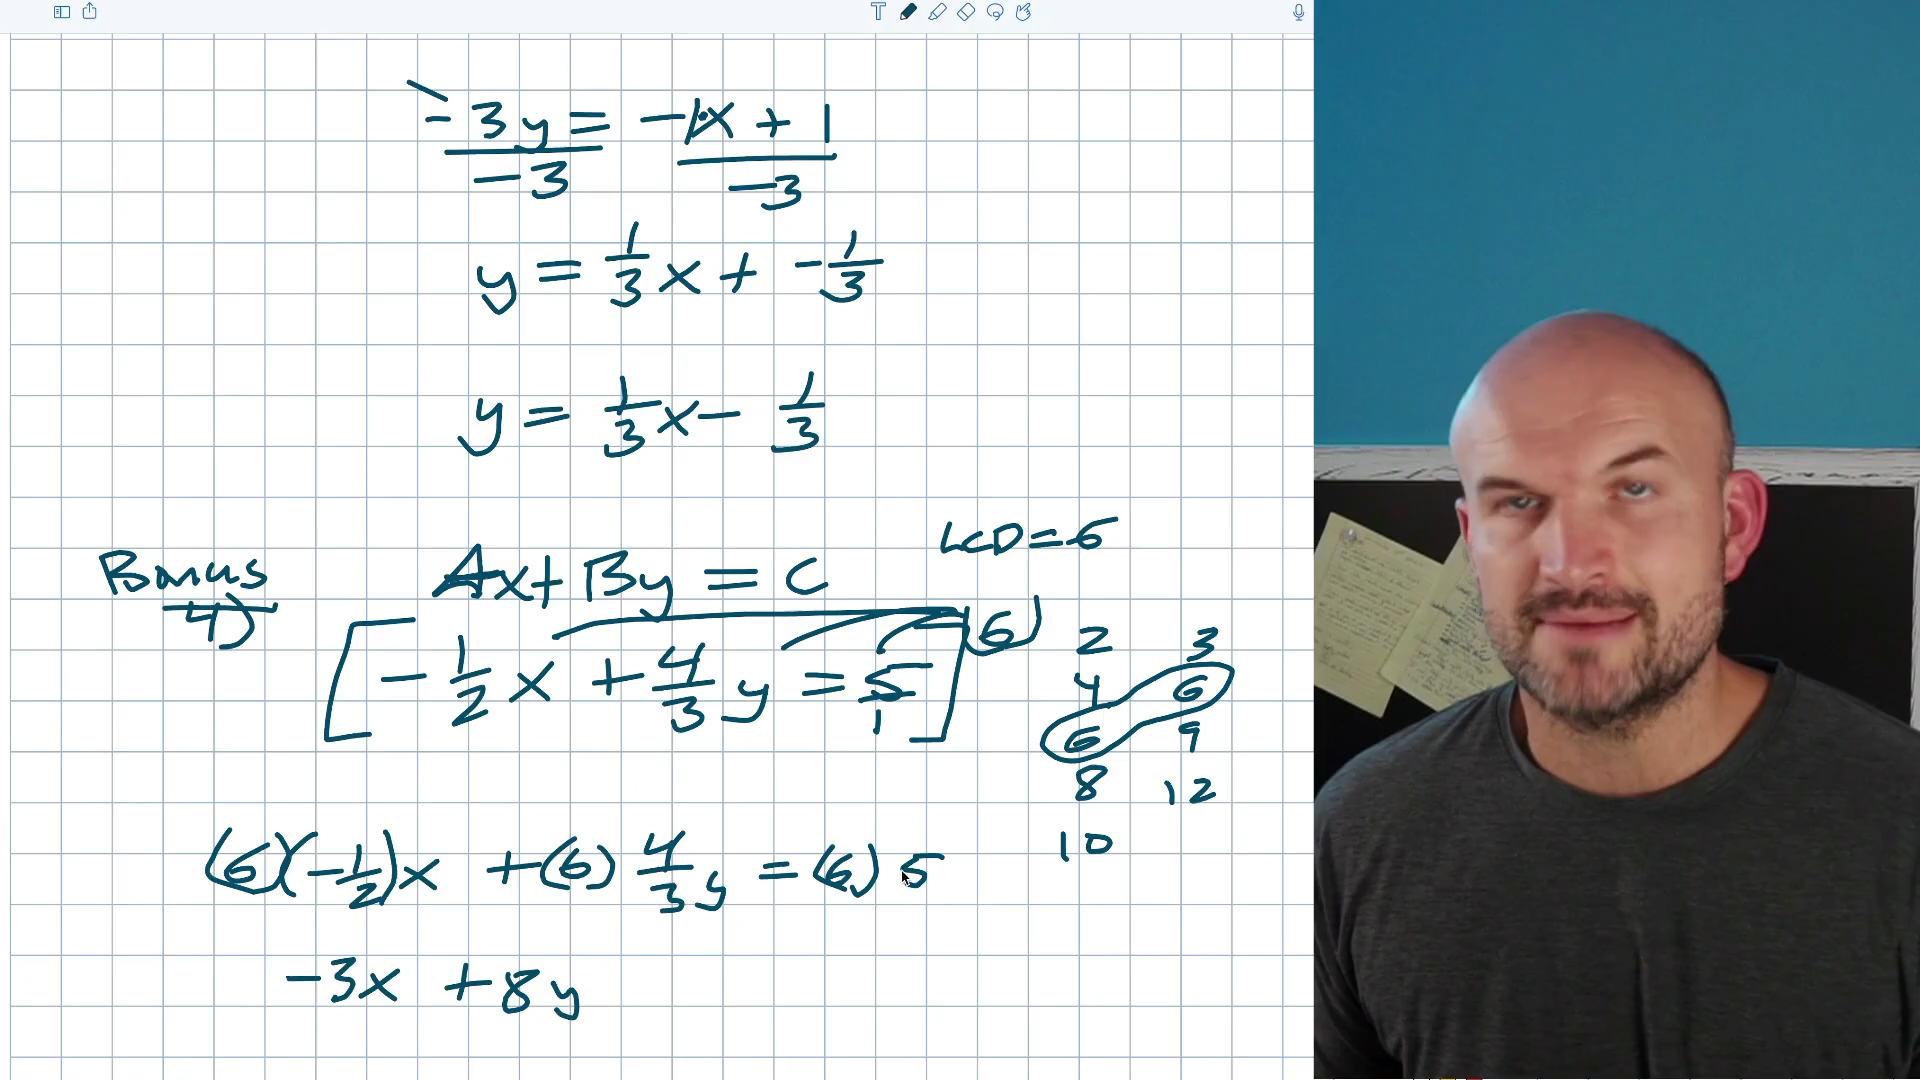 -3y = -1x + 1
-3 -3
y = 1/3 x + -1/3
y = 1/3 x - 1/3
LCD = 6
Bonus
4)
Ax + By = C
[-1/2 x + 4/3 y = 5/1] (6)
2 3
4 6
6 9
8 12
10
(6)(-1/2)x + (6) 4/3 y = (6) 5
-3x + 8y